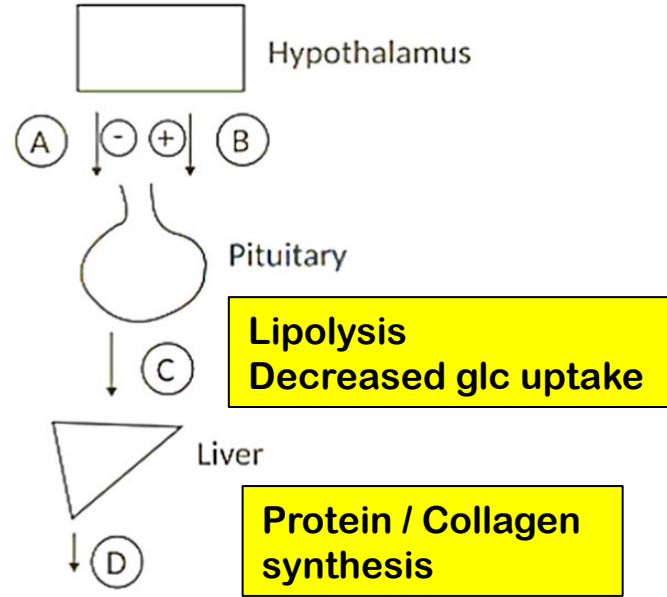 Hypothalamus
A - + B
Pituitary
Lipolysis
Decreased glc uptake
C
Liver
Protein / Collagen
synthesis
D